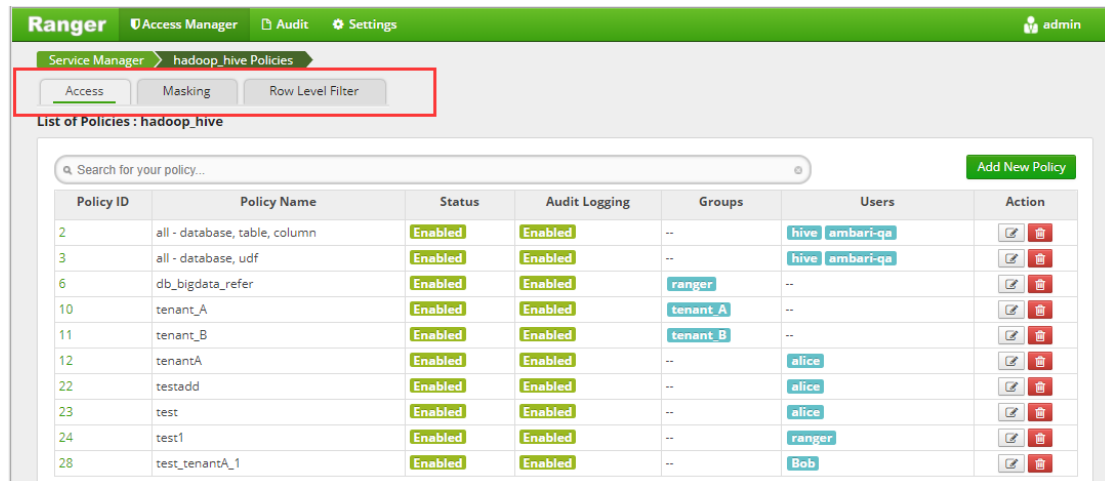 Ranger Access Manager Audit Settings admin
Service Manager hadoop_hive Policies
Access Masking Row Level Filter
List of Policies : hadoop_hive
Search for your policy... Add New Policy
Policy ID Policy Name Status Audit Logging Groups Users Action
2 all - database, table, column Enabled Enabled -- hive ambari-qa
3 all - database, udf Enabled Enabled -- hive ambari-qa
6 db_bigdata_refer Enabled Enabled ranger --
10 tenant_A Enabled Enabled tenant_A --
11 tenant_B Enabled Enabled tenant_B --
12 tenantA Enabled Enabled -- alice
22 testadd Enabled Enabled -- alice
23 test Enabled Enabled -- alice
24 test1 Enabled Enabled -- ranger
28 test_tenantA_1 Enabled Enabled -- Bob